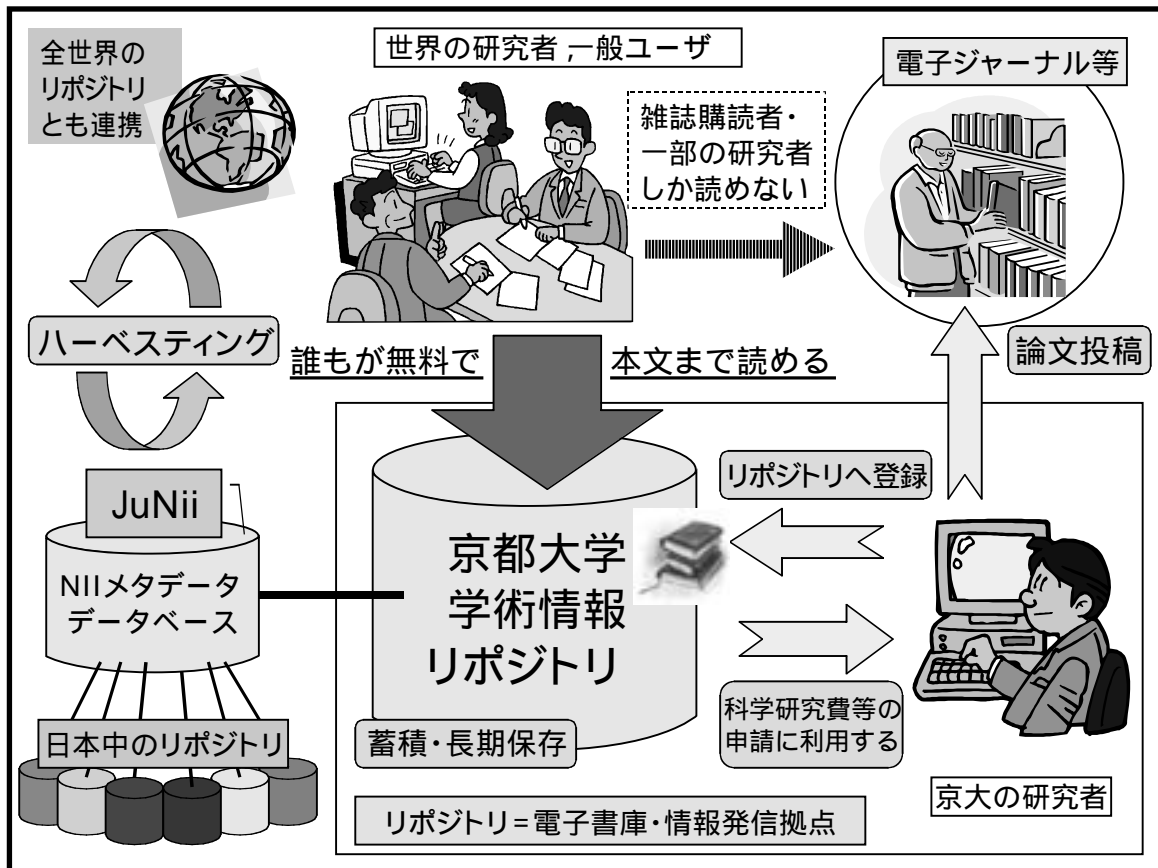 全世界の
リポジトリ
とも連携
世界の研究者,一般ユーザ
電子ジャーナル等
雑誌購読者・
一部の研究者
しか読めない
ハーベスティング
誰もが無料で
本文まで読める
論文投稿
JuNii
NIIメタデータ
データベース
日本中のリポジトリ
京都大学
学術情報
リポジトリ
蓄積・長期保存
リポジトリへ登録
科学研究費等の
申請に利用する
京大の研究者
リポジトリ=電子書庫・情報発信拠点